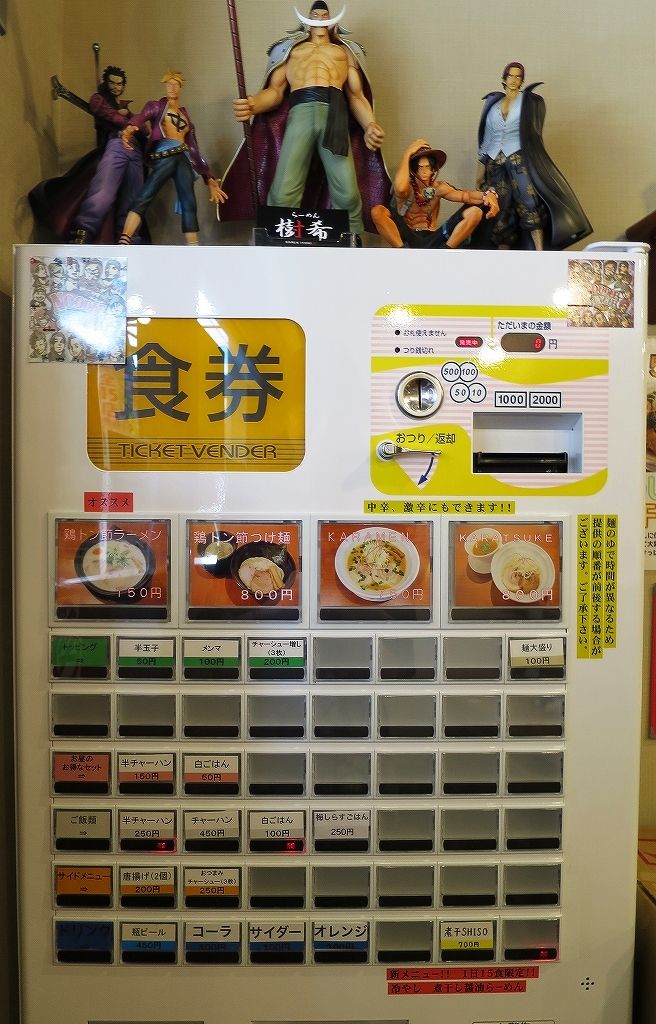 らーめん
樹希
食券
TICKET VENDER
お札使えません
つり銭切れ
ただいまの金額
発売中
0 円
500 100
50 10
1000 2000
おつり／返却
オススメ
中辛、激辛にもできます!!
鶏トン節ラーメン
750円
鶏トン節つけ麺
800円
KARAMEN
750円
KARATSUKE
800円
麺のゆで時間が異なるため
提供の順番が前後する場合が
ございます。ご了承下さい。
トッピング
⇒
半玉子
50円
メンマ
100円
チャーシュー増し
(3枚)
200円
麺大盛り
100円
お昼の
お得なセット
⇒
半チャーハン
150円
白ごはん
50円
ご飯麺
⇒
半チャーハン
250円
チャーハン
450円
白ごはん
100円
梅しらすごはん
250円
サイドメニュー
⇒
唐揚げ(2個)
200円
おつまみ
チャーシュー(3枚)
250円
ドリンク
瓶ビール
450円
コーラ
100円
サイダー
100円
オレンジ
100円
煮干SHISO
700円
新メニュー!! 1日15食限定!!
冷やし 煮干し醤油らーめん